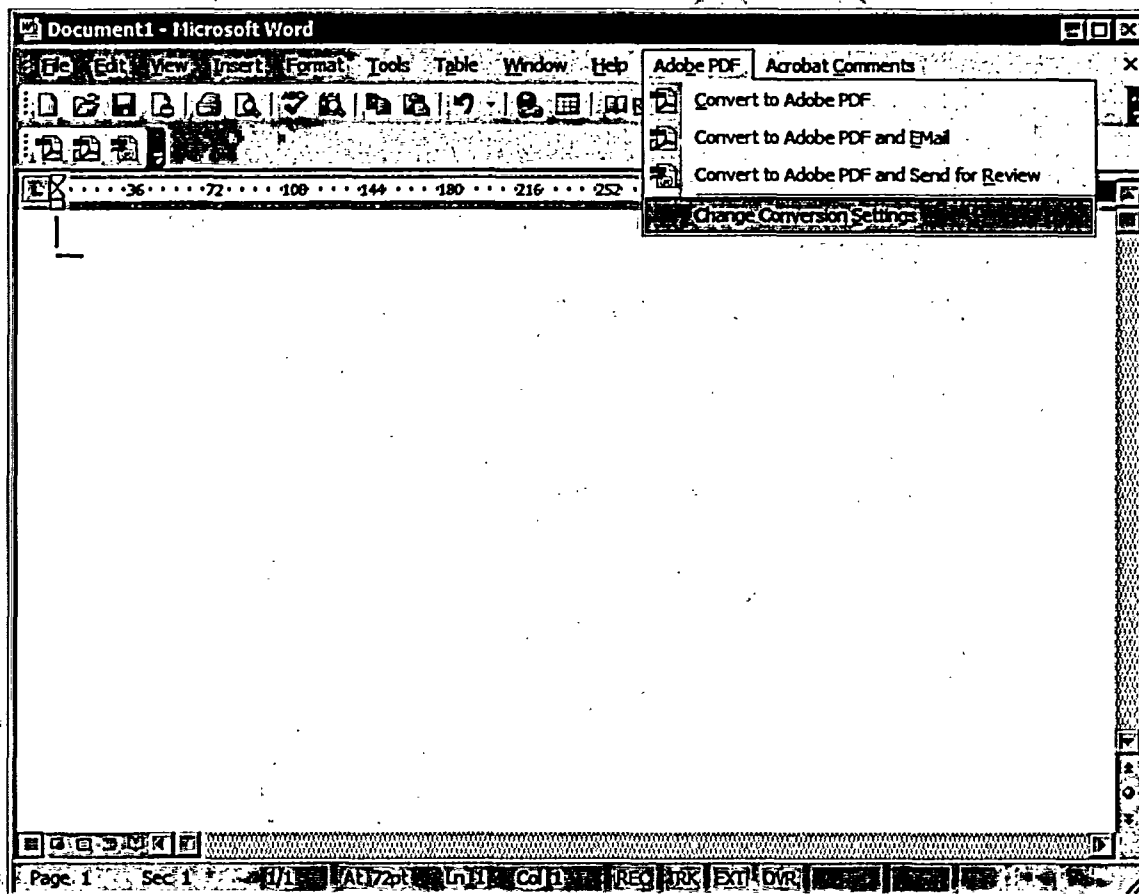 Document1 - Microsoft Word
File Edit View Insert Format Tools Table Window Help Adobe PDF Acrobat Comments
Convert to Adobe PDF
Convert to Adobe PDF and EMail
Convert to Adobe PDF and Send for Review
Change Conversion Settings
36 72 108 144 180 216 252
Page 1 Sec 1 1/1 At 72pt Ln 1 Col 1 REC TRK EXT OVR